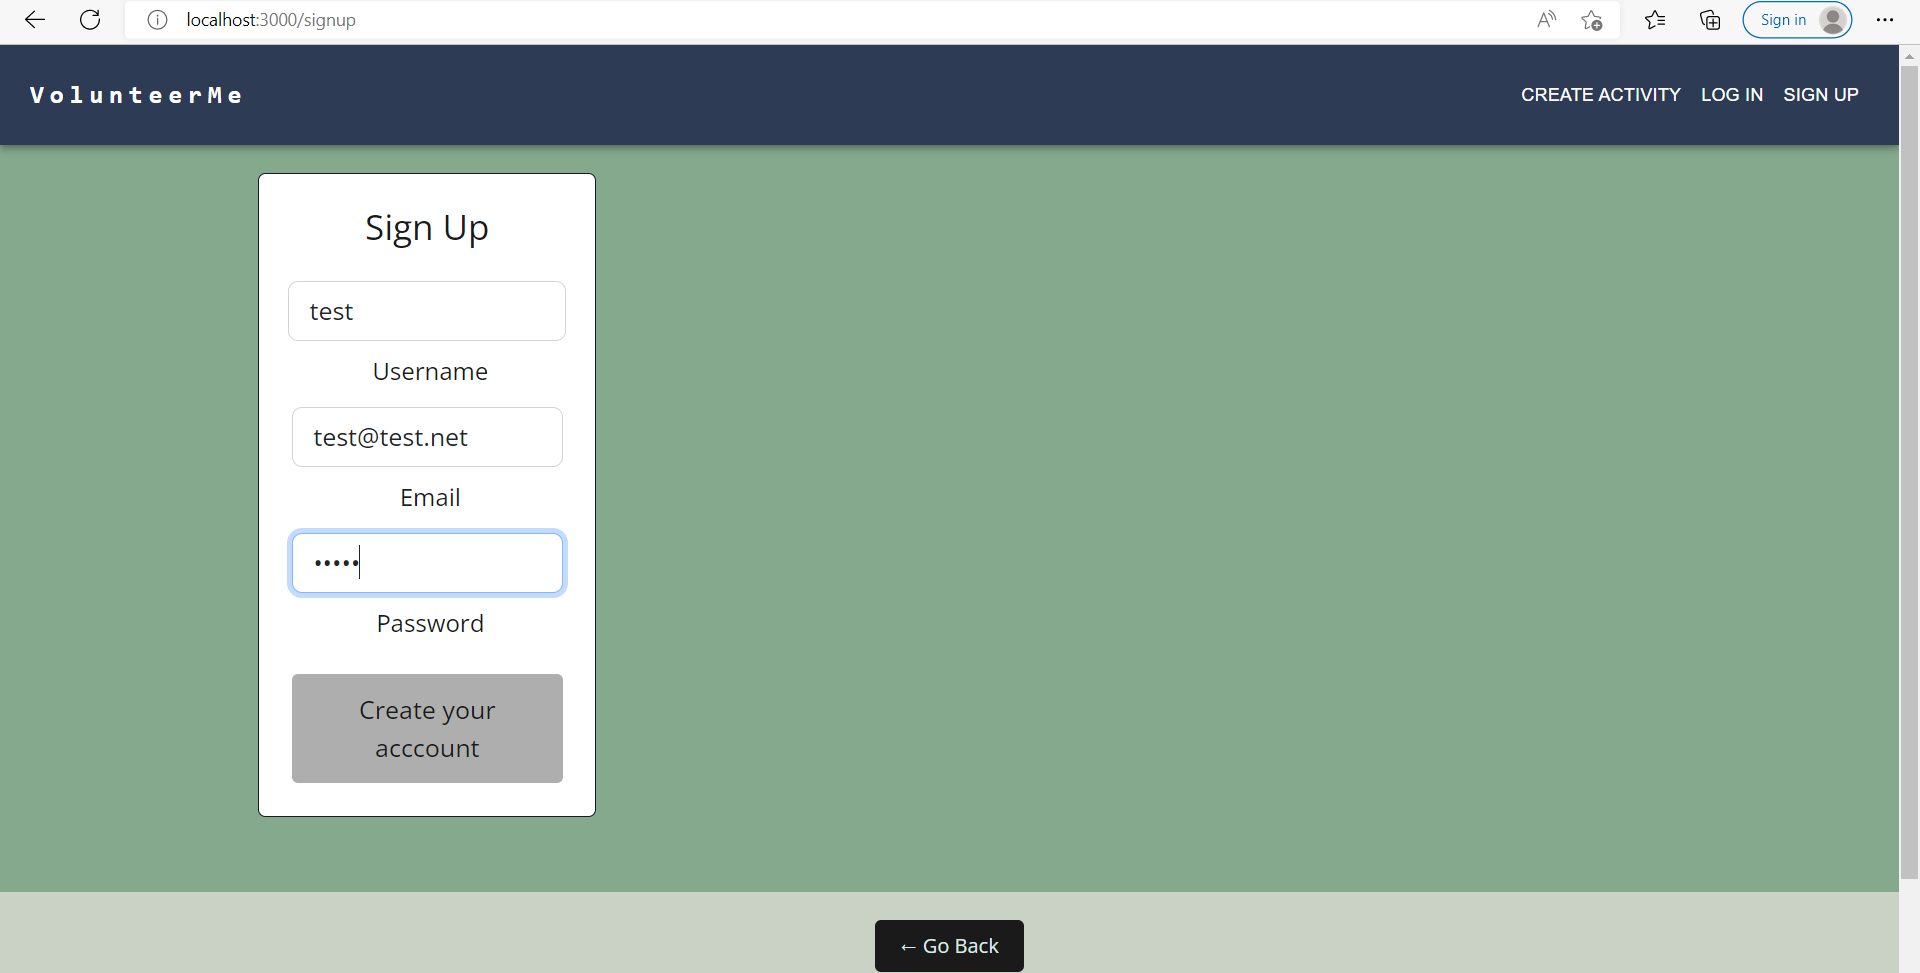 localhost:3000/signup
Sign in
VolunteerMe
CREATE ACTIVITY LOG IN SIGN UP
Sign Up
test
Username
test@test.net
Email
•••••
Password
Create your
acccount
← Go Back